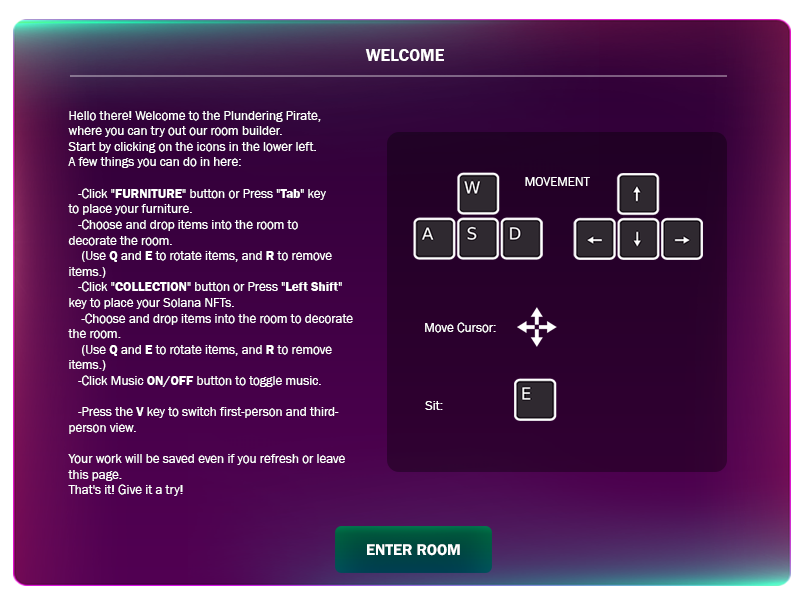 WELCOME
Hello there! Welcome to the Plundering Pirate,
where you can try out our room builder.
Start by clicking on the icons in the lower left.
A few things you can do in here:
-Click "FURNITURE" button or Press "Tab" key
to place your furniture.
-Choose and drop items into the room to
decorate the room.
(Use Q and E to rotate items, and R to remove
items.)
-Click "COLLECTION" button or Press "Left Shift"
key to place your Solana NFTs.
-Choose and drop items into the room to decorate
the room.
(Use Q and E to rotate items, and R to remove
items.)
-Click Music ON/OFF button to toggle music.
-Press the V key to switch first-person and third-
person view.
Your work will be saved even if you refresh or leave
this page.
That's it! Give it a try!
MOVEMENT
W ↑
A S D ← ↓ →
Move Cursor:
Sit: E
ENTER ROOM